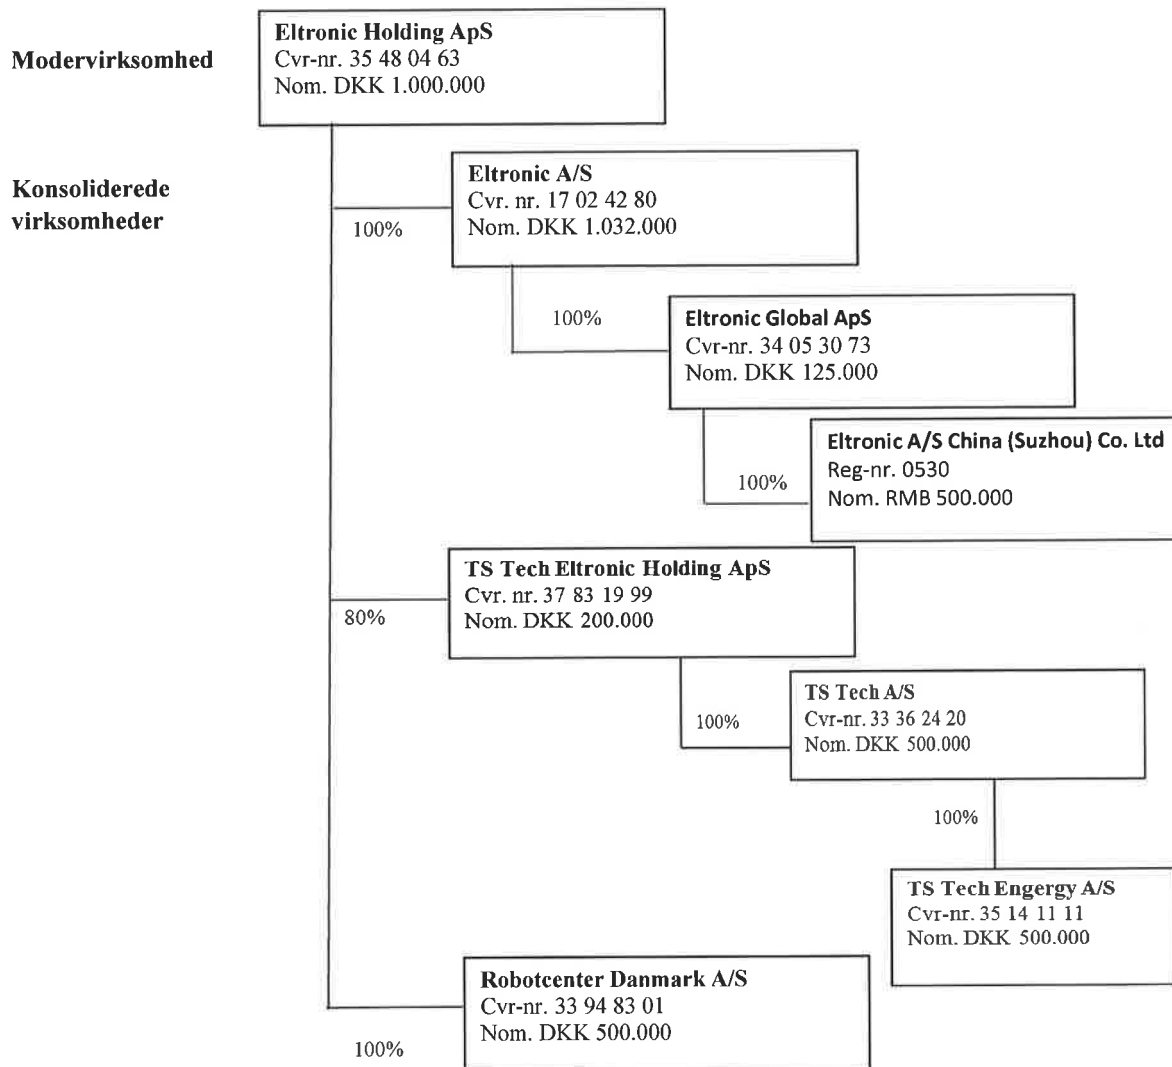 Modervirksomhed
Eltronic Holding ApS
Cvr-nr. 35 48 04 63
Nom. DKK 1.000.000
Konsoliderede
virksomheder
100%
Eltronic A/S
Cvr. nr. 17 02 42 80
Nom. DKK 1.032.000
100%
Eltronic Global ApS
Cvr-nr. 34 05 30 73
Nom. DKK 125.000
100%
Eltronic A/S China (Suzhou) Co. Ltd
Reg-nr. 0530
Nom. RMB 500.000
80%
TS Tech Eltronic Holding ApS
Cvr. nr. 37 83 19 99
Nom. DKK 200.000
100%
TS Tech A/S
Cvr-nr. 33 36 24 20
Nom. DKK 500.000
100%
TS Tech Engergy A/S
Cvr-nr. 35 14 11 11
Nom. DKK 500.000
100%
Robotcenter Danmark A/S
Cvr-nr. 33 94 83 01
Nom. DKK 500.000